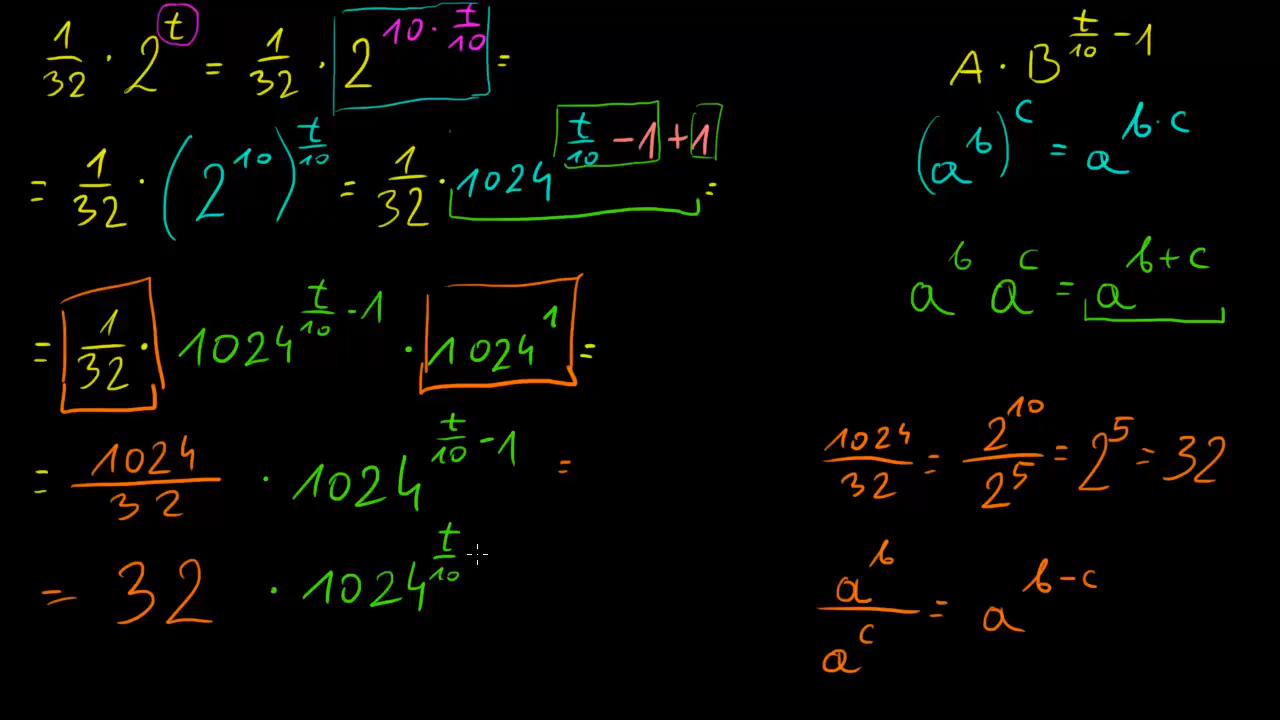 1/32 · 2^t = 1/32 · 2^(10 · t/10) =
= 1/32 · (2^10)^(t/10) = 1/32 · 1024^(t/10 - 1 + 1) =
= 1/32 · 1024^(t/10 - 1) · 1024^1 =
= 1024/32 · 1024^(t/10 - 1) =
= 32 · 1024^(t/10)
A · B^(t/10 - 1)
(a^b)^c = a^(b · c)
a^b a^c = a^(b+c)
1024/32 = 2^10/2^5 = 2^5 = 32
a^b/a^c = a^(b-c)